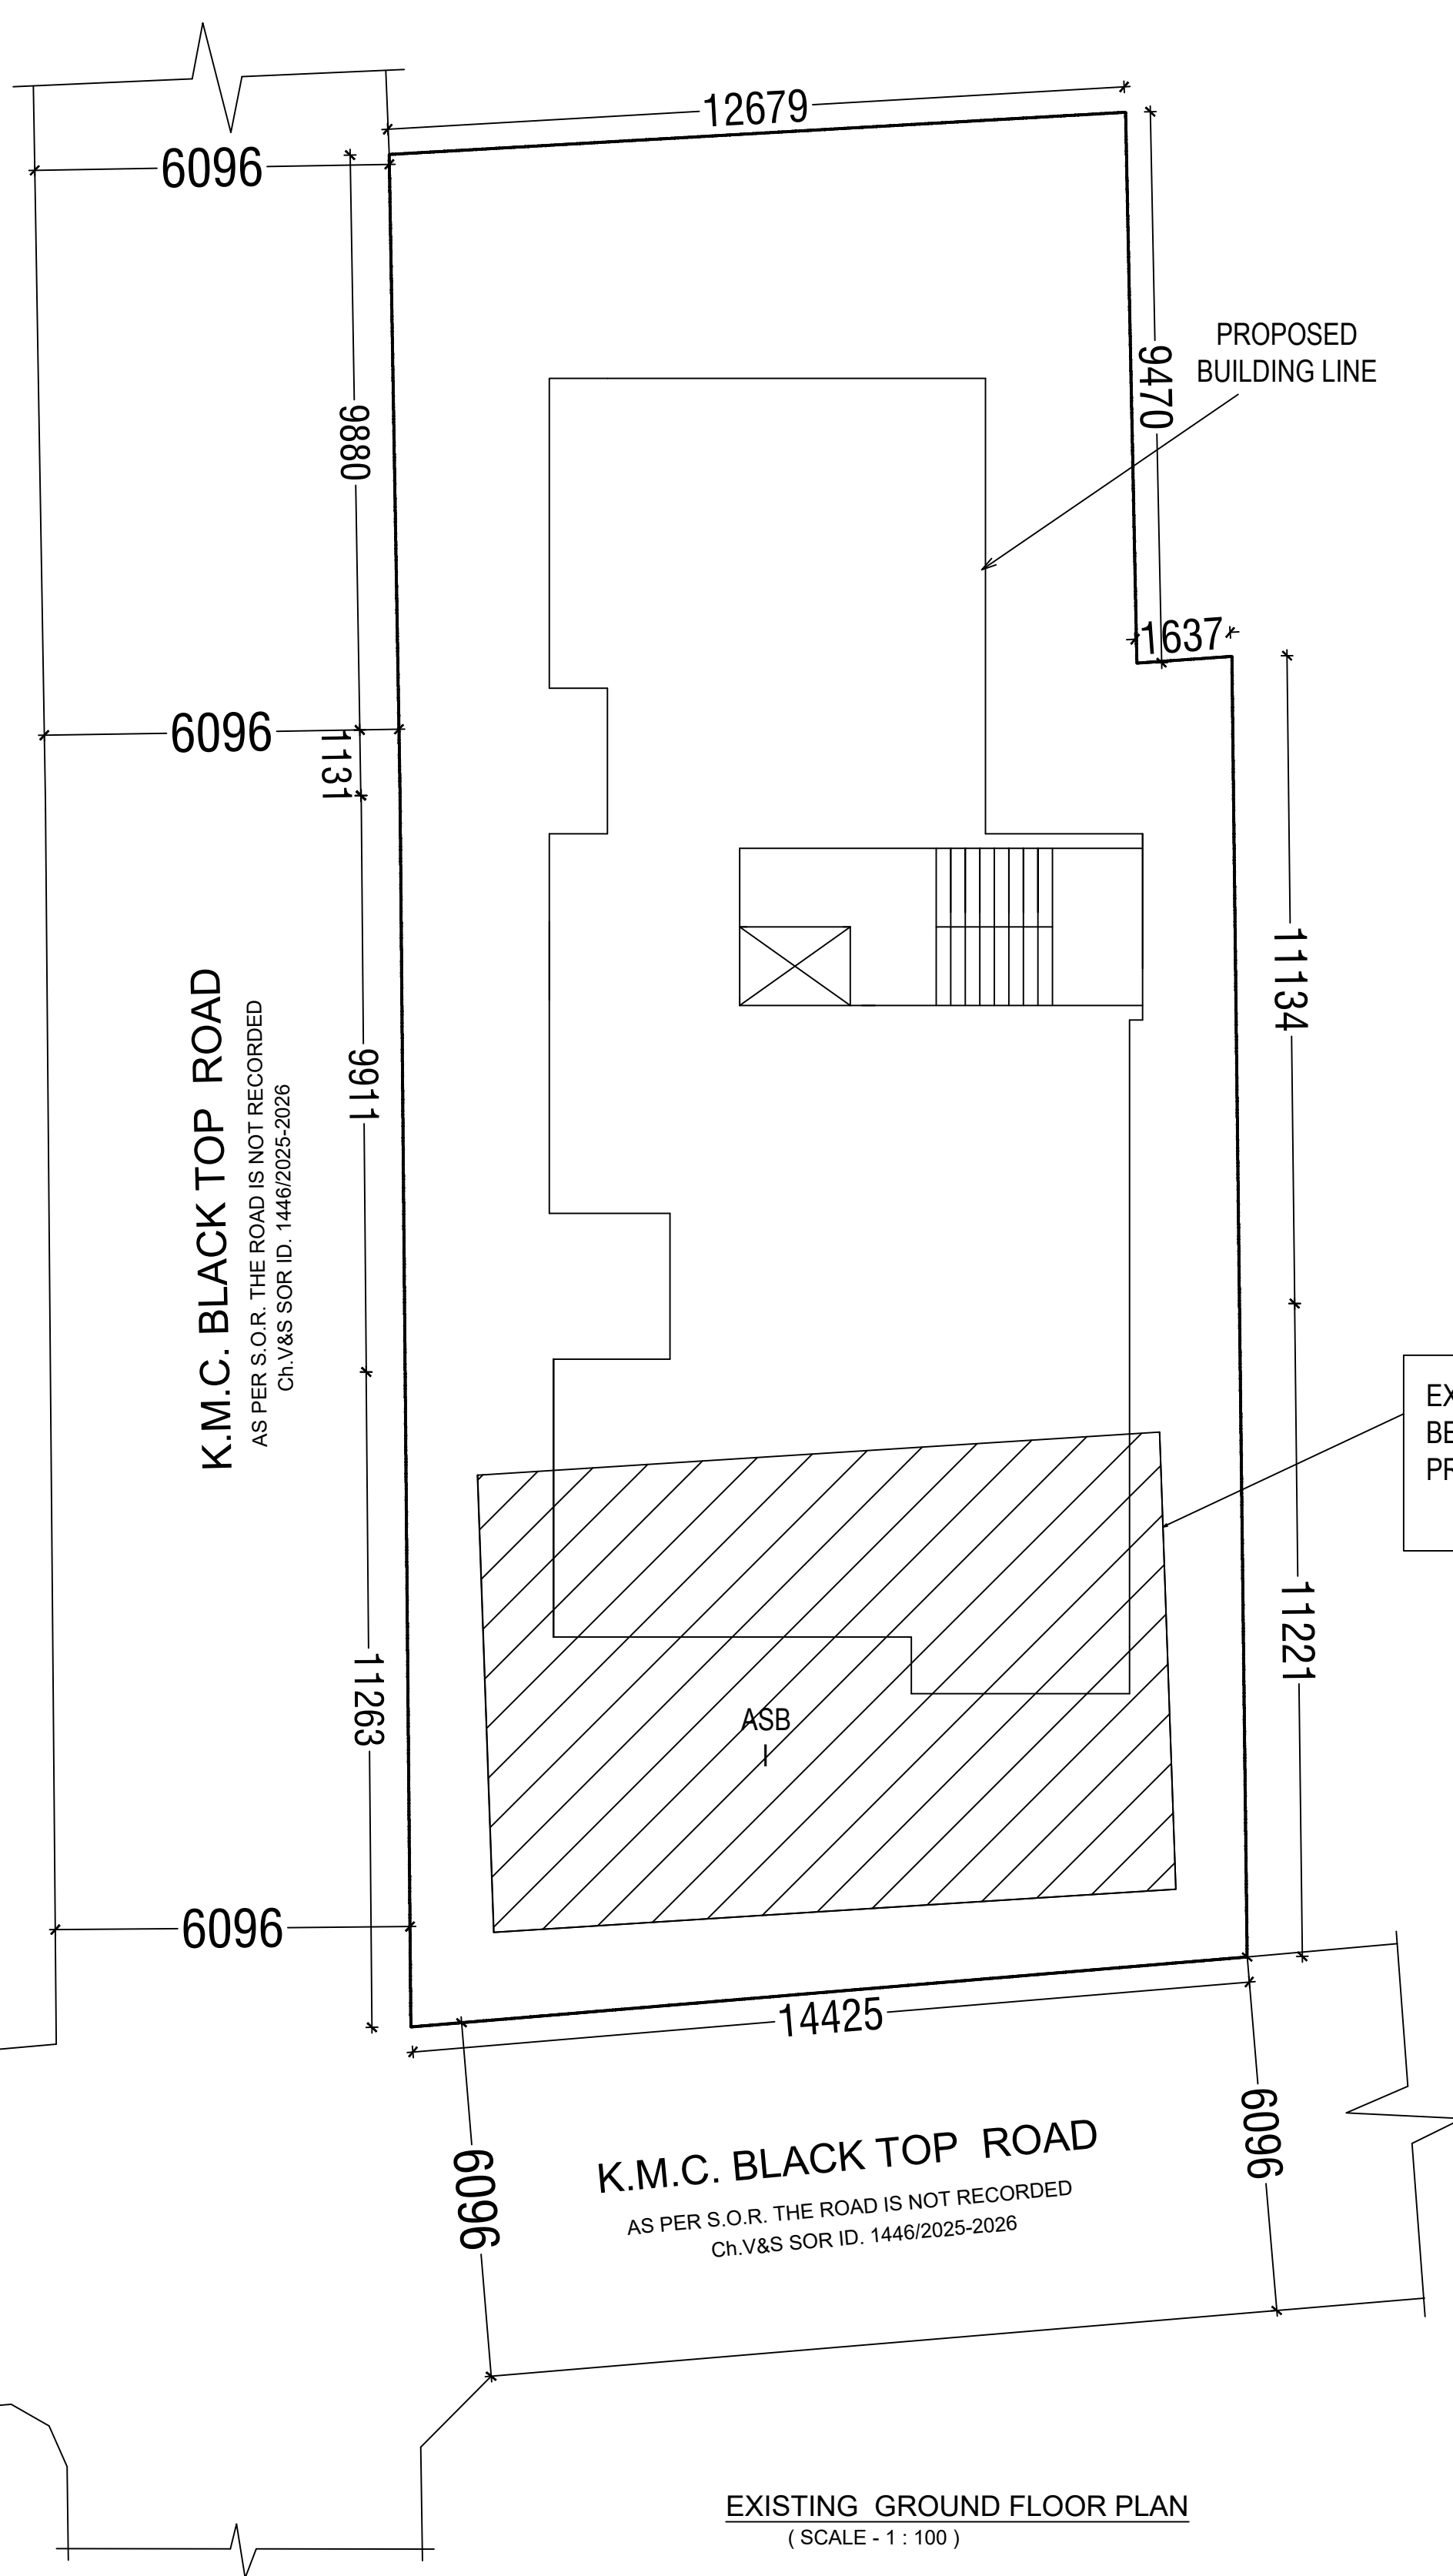 12679
6096
9880
9470
PROPOSED
BUILDING LINE
1637
6096
1131
11134
9911
K.M.C. BLACK TOP ROAD
AS PER S.O.R. THE ROAD IS NOT RECORDED
Ch.V&S SOR ID. 1446/2025-2026
EX
BE
PR
11221
11263
ASB
I
6096
14425
6096
6096
K.M.C. BLACK TOP ROAD
AS PER S.O.R. THE ROAD IS NOT RECORDED
Ch.V&S SOR ID. 1446/2025-2026
EXISTING GROUND FLOOR PLAN
( SCALE - 1 : 100 )